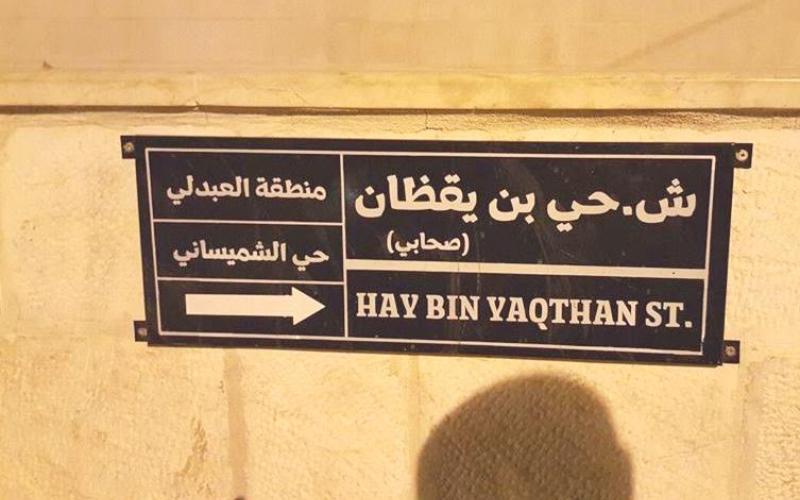 ش.حي بن يقظان
(صحابي)
HAY BIN YAQTHAN ST.
منطقة العبدلي
حي الشميساني